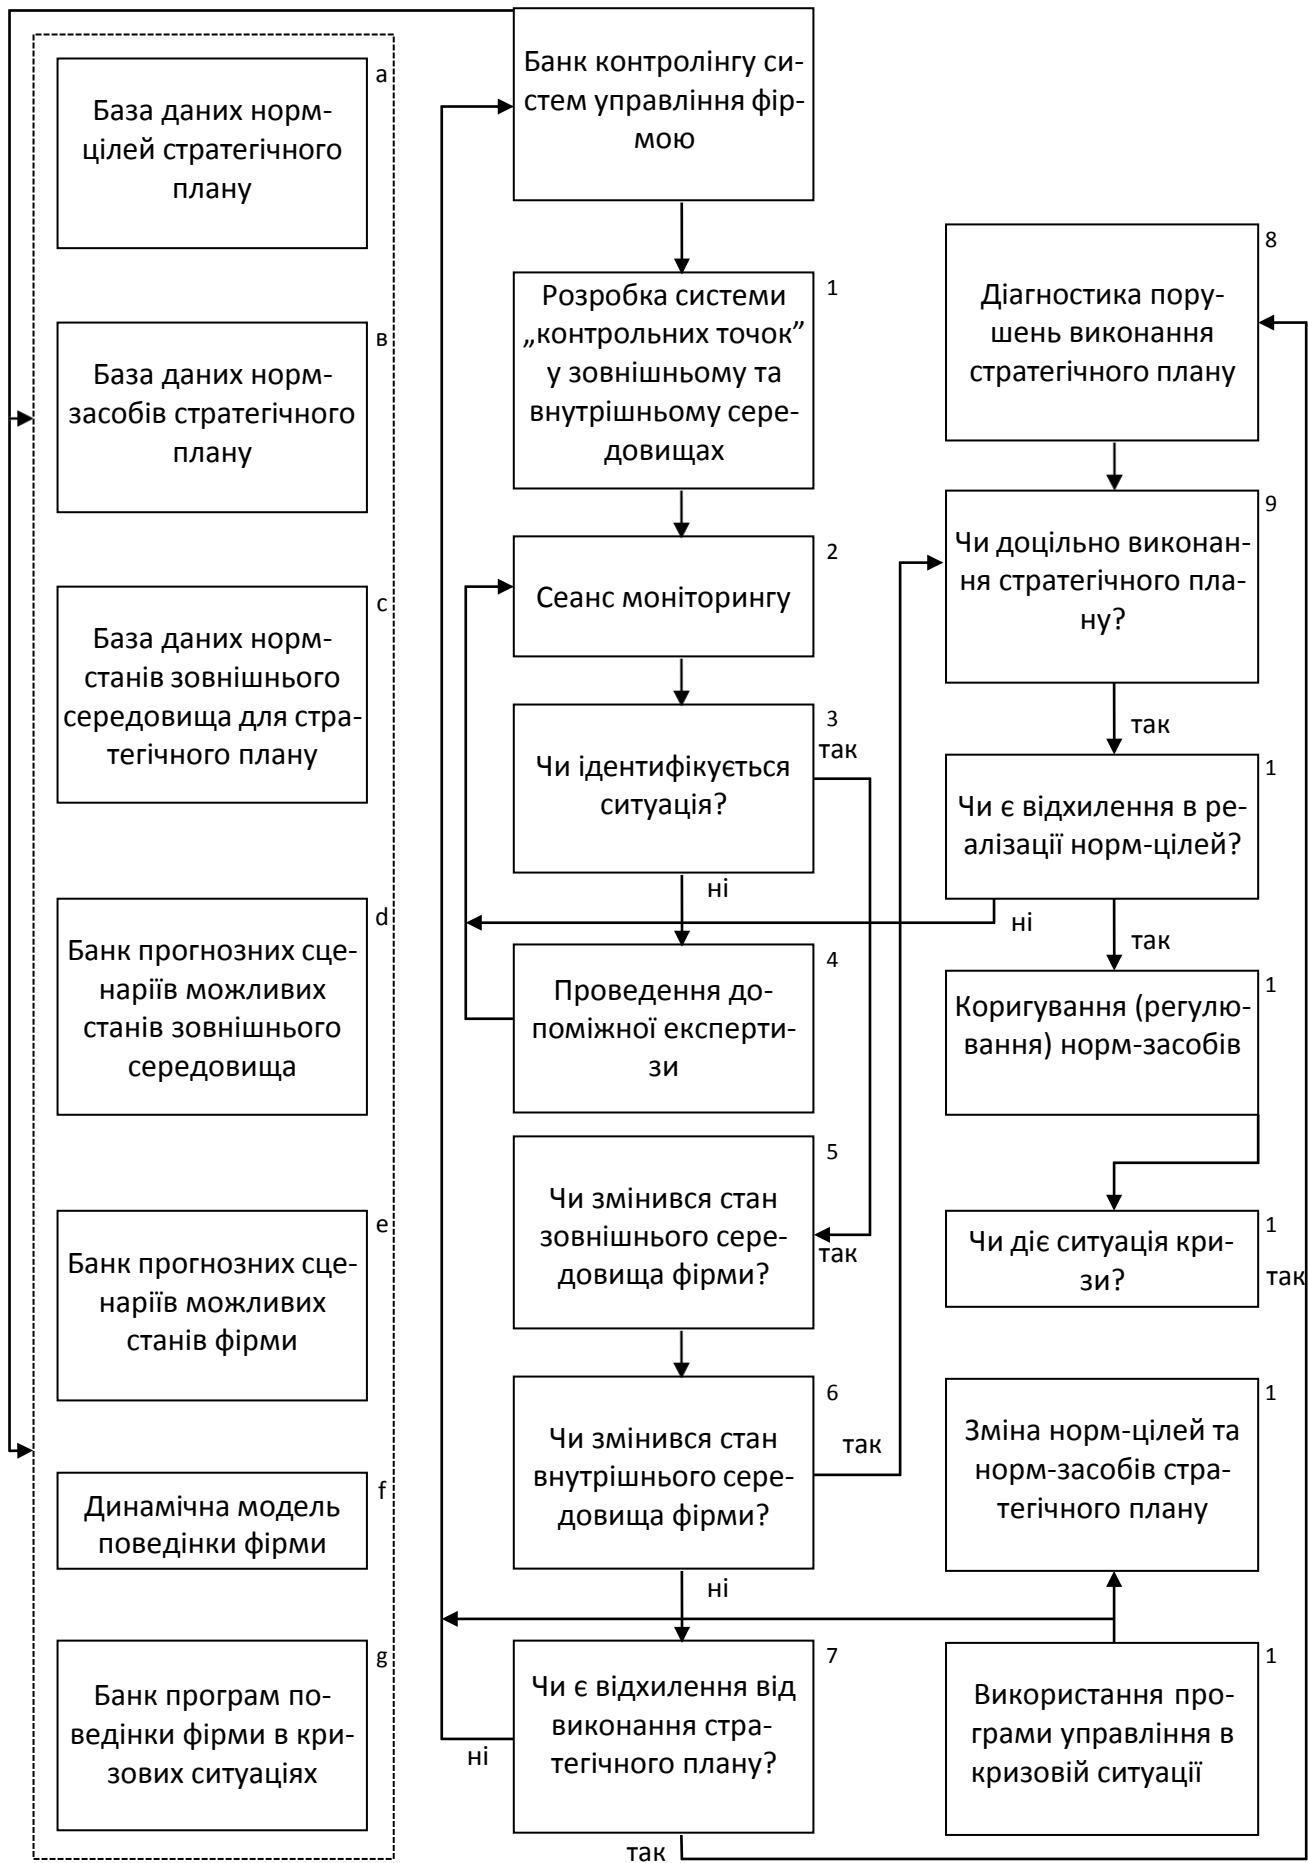 База даних норм-
цілей стратегічного
плану
a
База даних норм-
засобів стратегічного
плану
в
База даних норм-
станів зовнішнього
середовища для стра-
тегічного плану
c
Банк прогнозних сце-
наріїв можливих
станів зовнішнього
середовища
d
Банк прогнозних сце-
наріїв можливих
станів фірми
e
Динамічна модель
поведінки фірми
f
Банк програм по-
ведінки фірми в кри-
зових ситуаціях
g
Банк контролінгу си-
стем управління фір-
мою
Розробка системи
„контрольних точок”
у зовнішньому та
внутрішньому сере-
довищах
1
Сеанс моніторингу
2
Чи ідентифікується
ситуація?
3
так
ні
Проведення до-
поміжної експерти-
зи
4
Чи змінився стан
зовнішнього сере-
довища фірми?
5
так
Чи змінився стан
внутрішнього сере-
довища фірми?
6
так
ні
Чи є відхилення від
виконання стра-
тегічного плану?
7
ні
так
Діагностика пору-
шень виконання
стратегічного плану
8
Чи доцільно виконан-
ня стратегічного пла-
ну?
9
так
Чи є відхилення в ре-
алізації норм-цілей?
1
ні
так
Коригування (регулю-
вання) норм-засобів
1
Чи діє ситуація кри-
зи?
1
так
Зміна норм-цілей та
норм-засобів стра-
тегічного плану
1
Використання про-
грами управління в
кризовій ситуації
1